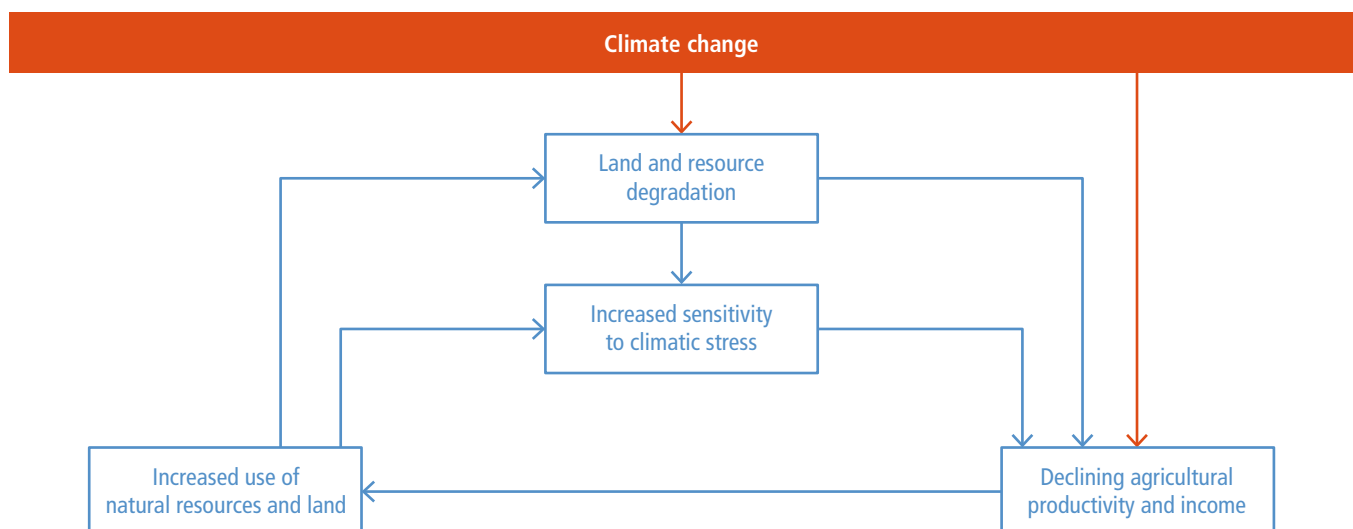 Climate change
Land and resource
degradation
Increased sensitivity
to climatic stress
Increased use of
natural resources and land
Declining agricultural
productivity and income